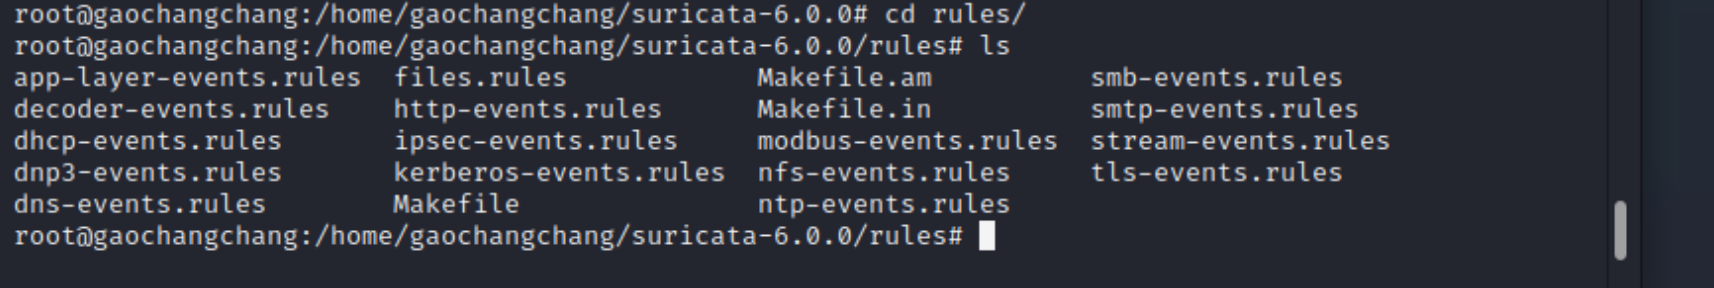 root@gaochangchang:/home/gaochangchang/suricata-6.0.0# cd rules/
root@gaochangchang:/home/gaochangchang/suricata-6.0.0/rules# ls
app-layer-events.rules  files.rules            Makefile.am          smb-events.rules
decoder-events.rules    http-events.rules      Makefile.in          smtp-events.rules
dhcp-events.rules       ipsec-events.rules     modbus-events.rules  stream-events.rules
dnp3-events.rules       kerberos-events.rules  nfs-events.rules     tls-events.rules
dns-events.rules        Makefile               ntp-events.rules
root@gaochangchang:/home/gaochangchang/suricata-6.0.0/rules#